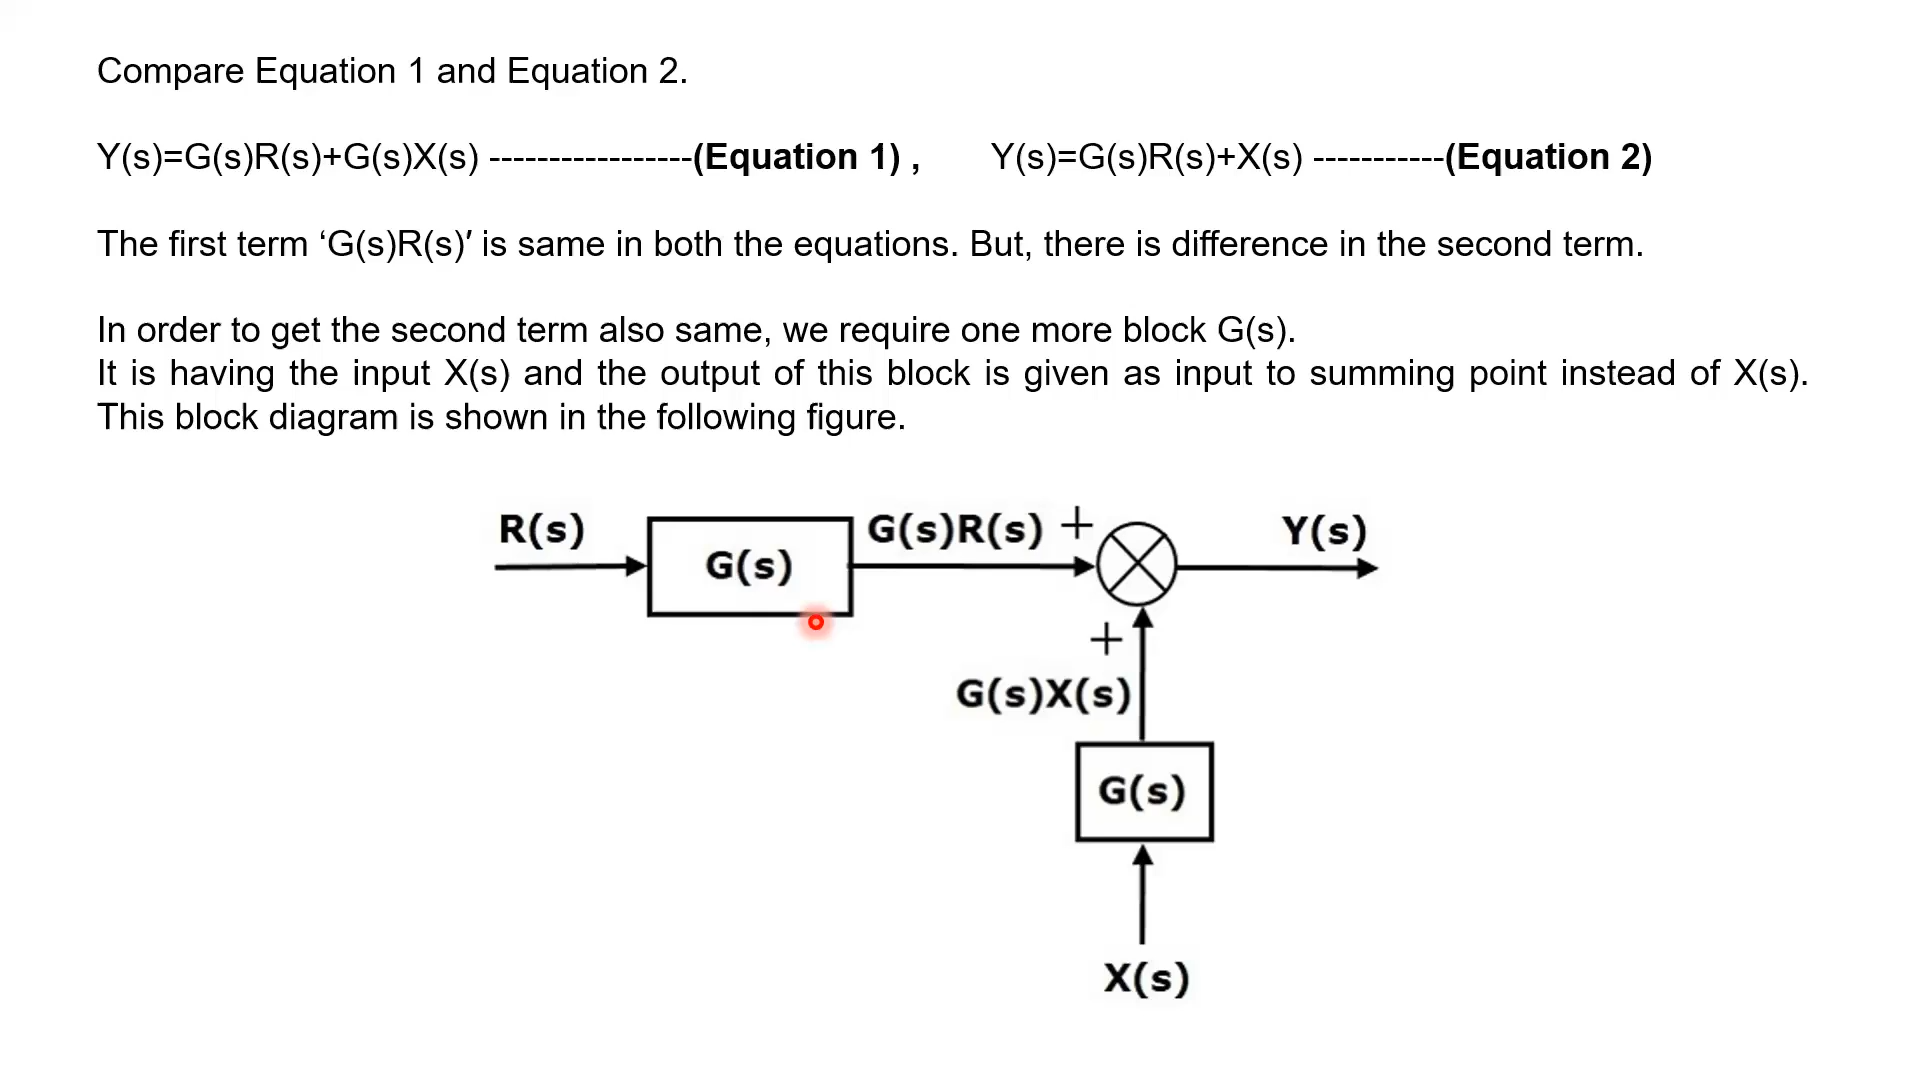 Compare Equation 1 and Equation 2.
Y(s)=G(s)R(s)+G(s)X(s) -----------------(Equation 1) , Y(s)=G(s)R(s)+X(s) -----------(Equation 2)
The first term ‘G(s)R(s)′ is same in both the equations. But, there is difference in the second term.
In order to get the second term also same, we require one more block G(s).
It is having the input X(s) and the output of this block is given as input to summing point instead of X(s).
This block diagram is shown in the following figure.
R(s) G(s)R(s) + Y(s)
G(s)
+
G(s)X(s)
G(s)
X(s)